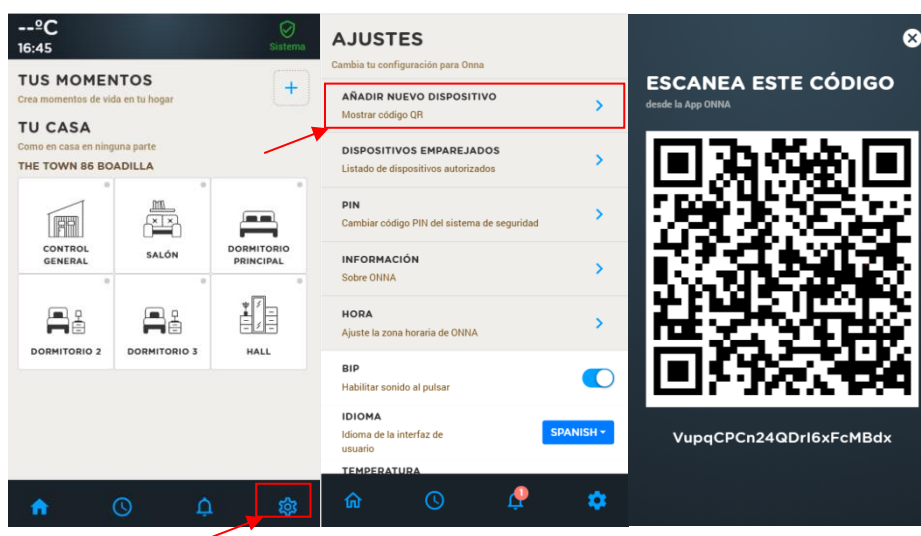 --ºC
16:45
Sistema
TUS MOMENTOS
Crea momentos de vida en tu hogar
+
TU CASA
Como en casa en ninguna parte
THE TOWN 86 BOADILLA
CONTROL
GENERAL
SALÓN
DORMITORIO
PRINCIPAL
DORMITORIO 2
DORMITORIO 3
HALL
AJUSTES
Cambia tu configuración para Onna
AÑADIR NUEVO DISPOSITIVO
Mostrar código QR
DISPOSITIVOS EMPAREJADOS
Listado de dispositivos autorizados
PIN
Cambiar código PIN del sistema de seguridad
INFORMACIÓN
Sobre ONNA
HORA
Ajuste la zona horaria de ONNA
BIP
Habilitar sonido al pulsar
IDIOMA
Idioma de la interfaz de
usuario
SPANISH
TEMPERATURA
1
ESCANEA ESTE CÓDIGO
desde la App ONNA
VupqCPCn24QDrI6xFcMBdx